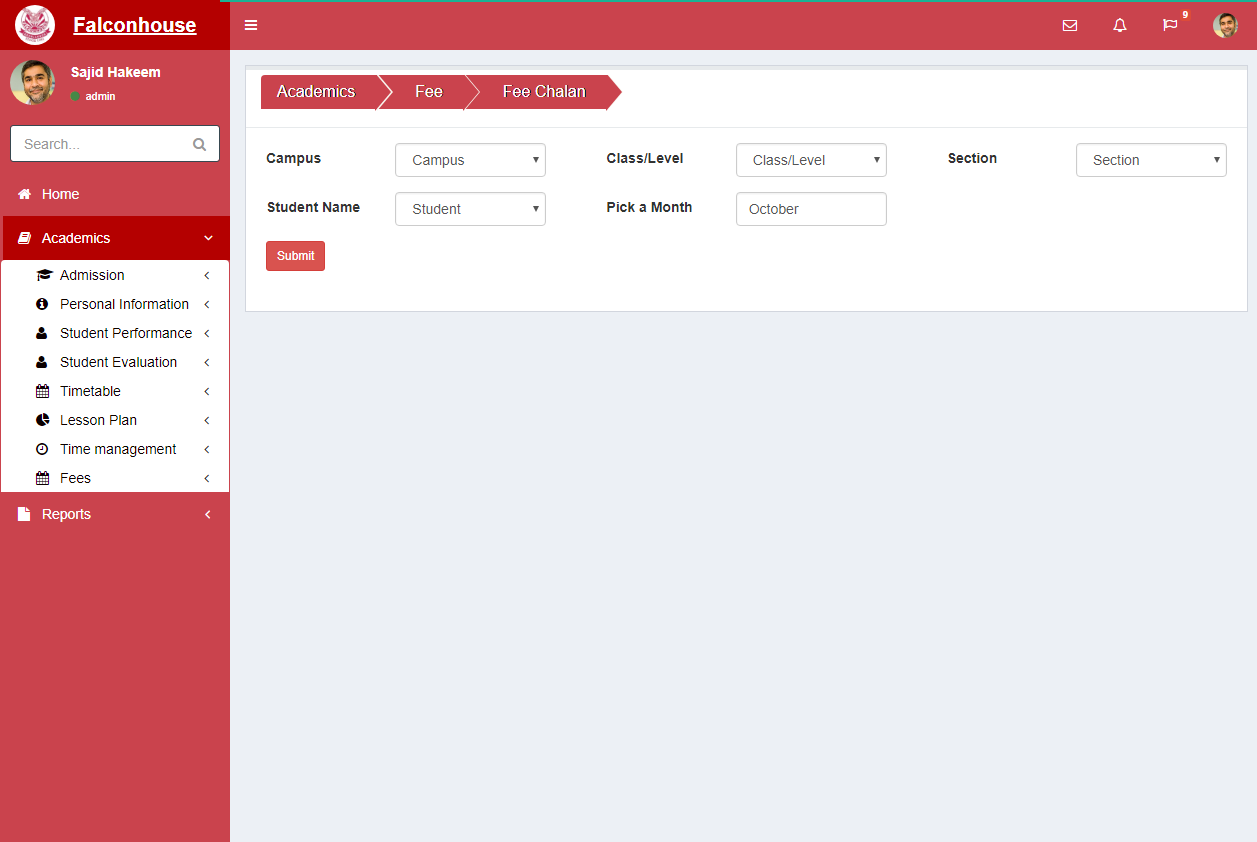 Falconhouse
9
Sajid Hakeem
admin
Search...
Home
Academics
Admission
Personal Information
Student Performance
Student Evaluation
Timetable
Lesson Plan
Time management
Fees
Reports
Academics Fee Fee Chalan
Campus Campus Class/Level Class/Level Section Section
Student Name Student Pick a Month October
Submit